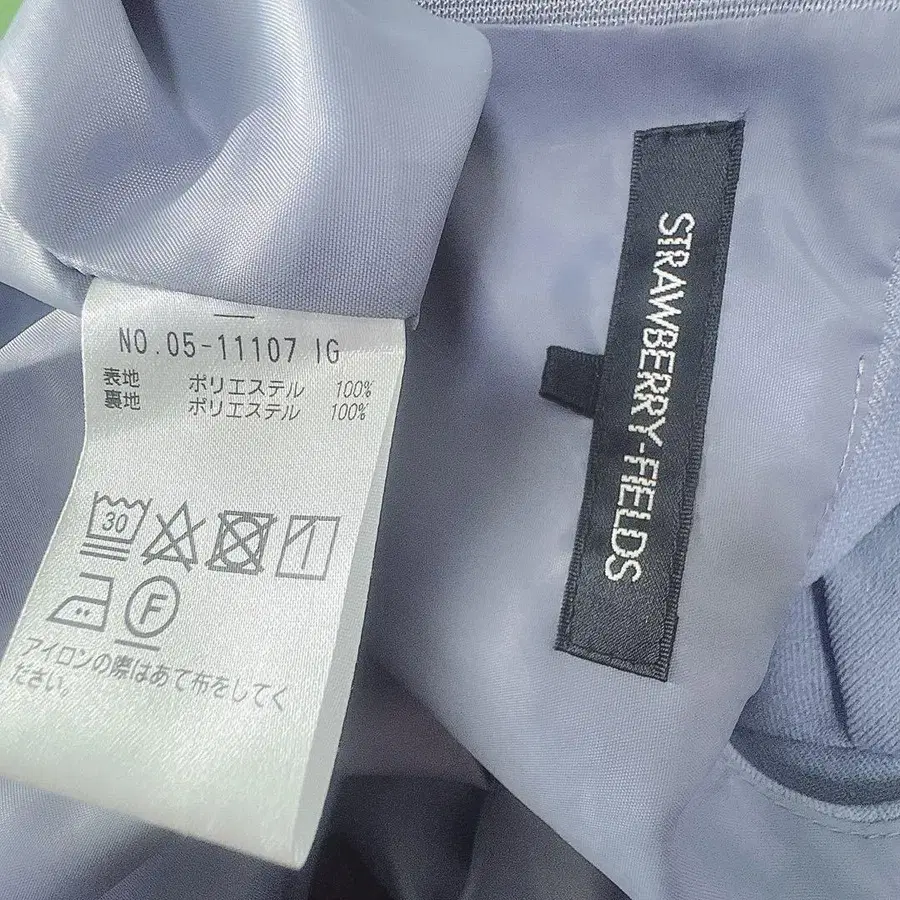 NO.05-11107 IG
表地 ポリエステル 100%
裏地 ポリエステル 100%
30
F
アイロンの際はあて布をしてく
ださい。
STRAWBERRY-FIELDS